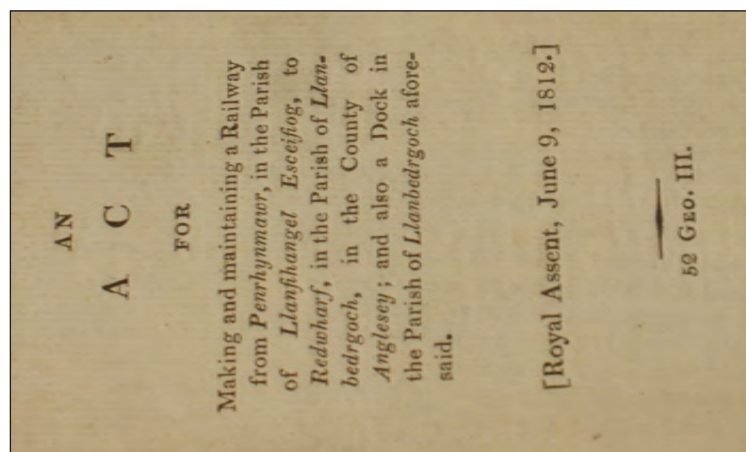 AN
A C T
FOR
Making and maintaining a Railway
from Penrhynmawr, in the Parish
of Llanfihangel Esceifiog, to
Redwharf, in the Parish of Llan-
bedrgoch, in the County of
Anglesey; and also a Dock in
the Parish of Llanbedrgoch afore-
said.
[Royal Assent, June 9, 1812.]
52 GEO. III.